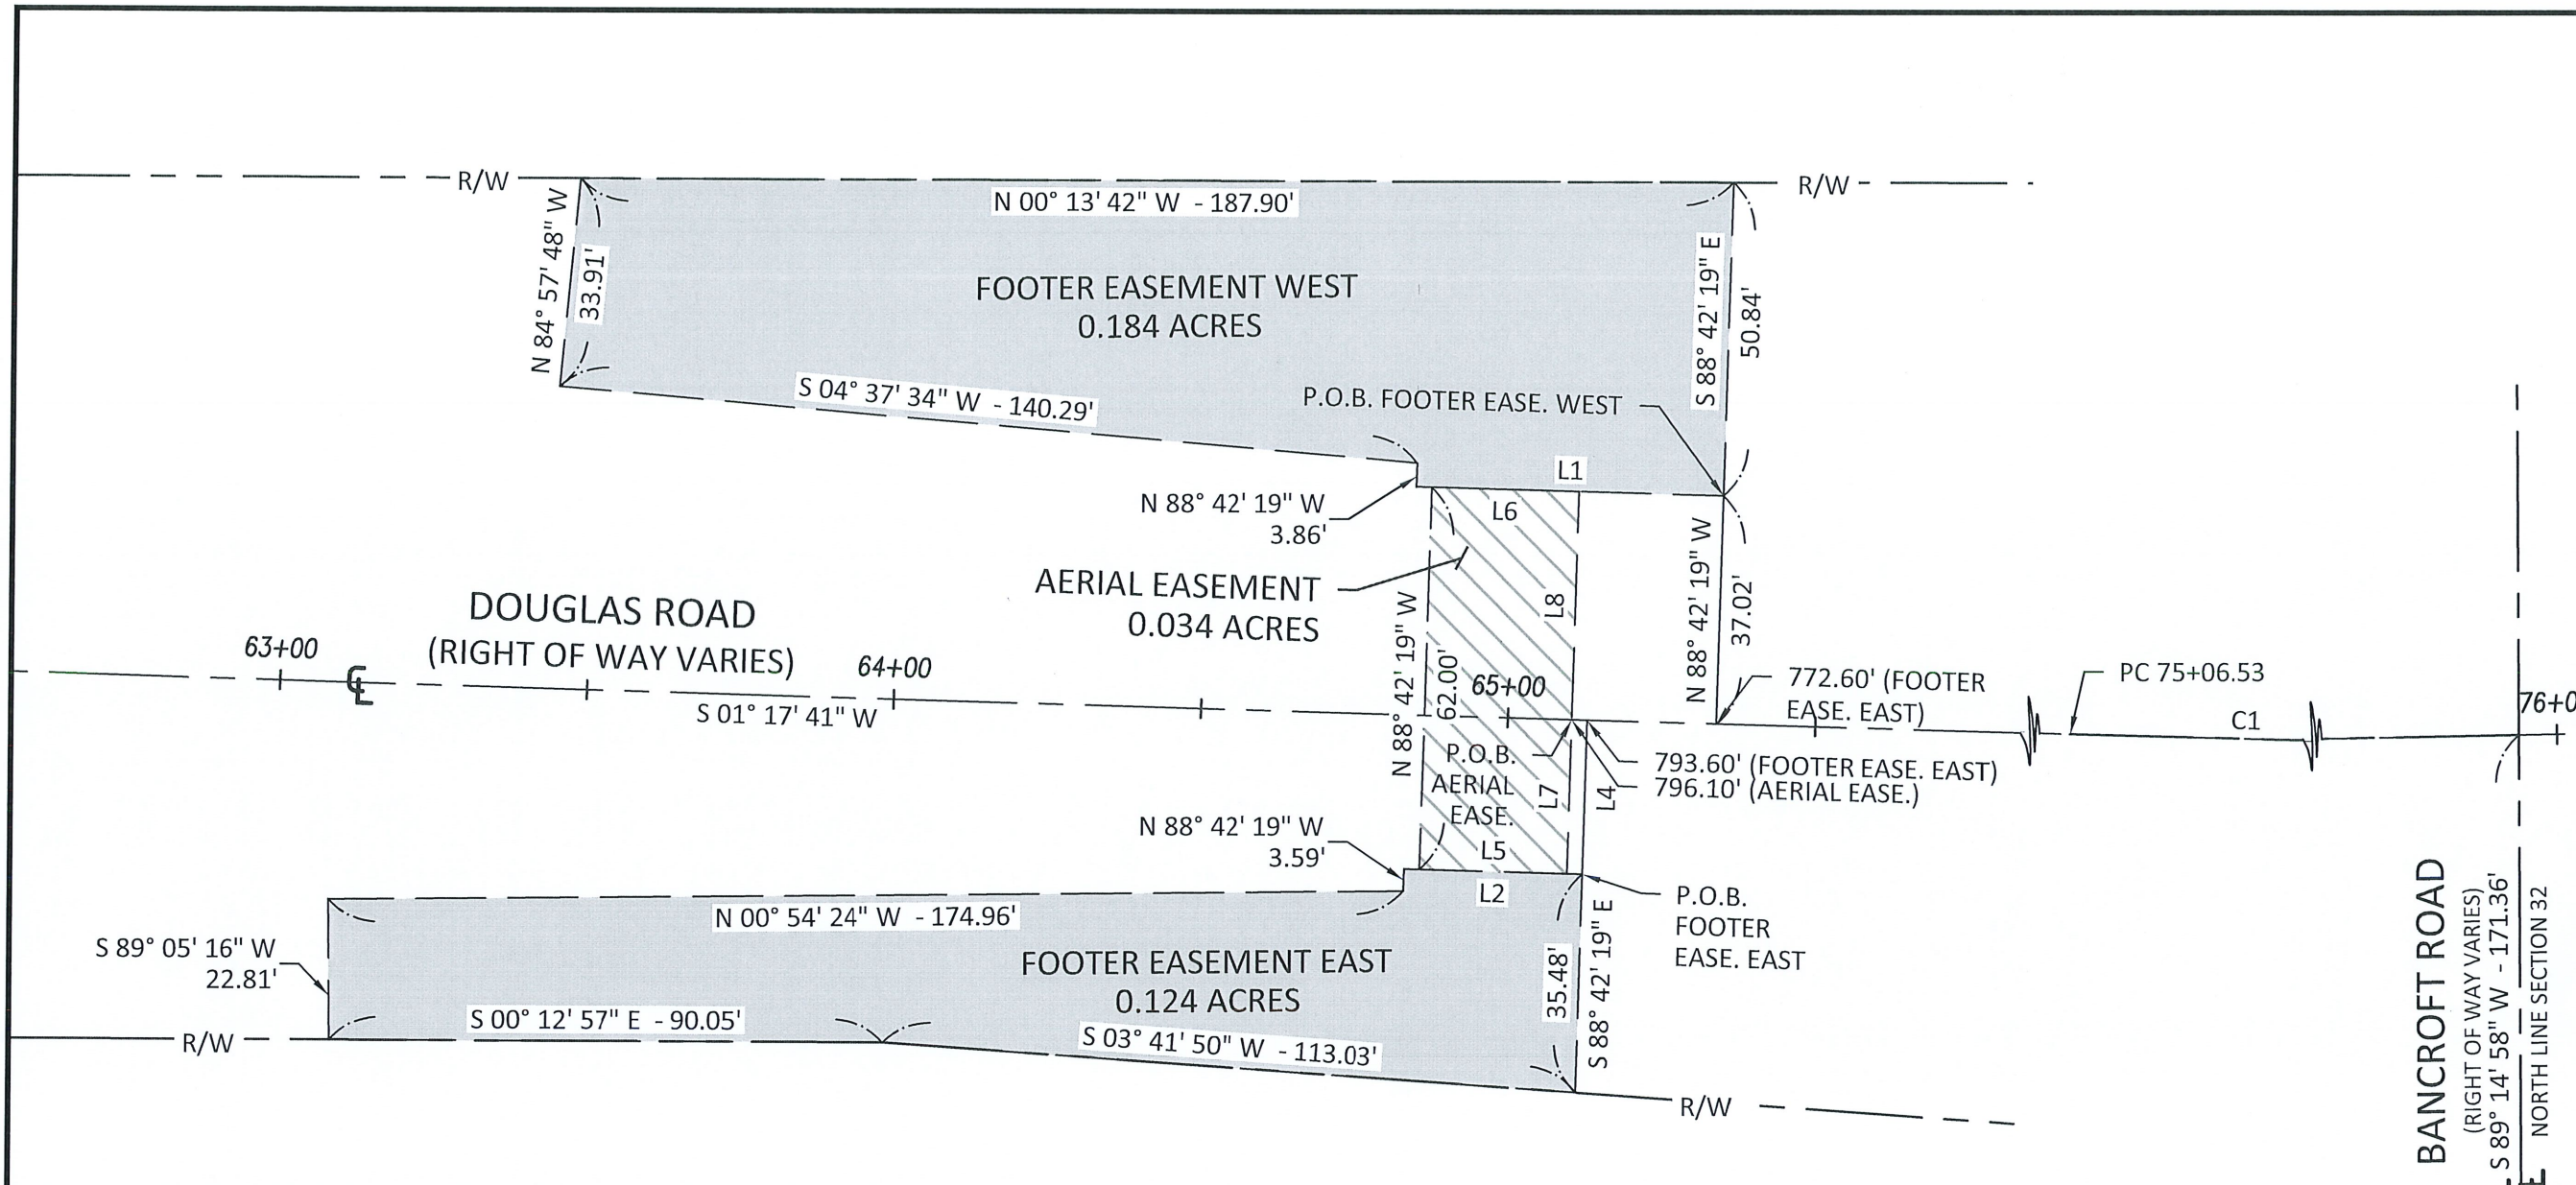 R/W
N 00° 13' 42" W - 187.90'
R/W
N 84° 57' 48" W
33.91'
FOOTER EASEMENT WEST
0.184 ACRES
S 88° 42' 19" E
50.84'
S 04° 37' 34" W - 140.29'
P.O.B. FOOTER EASE. WEST
L1
N 88° 42' 19" W
3.86'
L6
AERIAL EASEMENT
0.034 ACRES
L8
N 88° 42' 19" W
37.02'
DOUGLAS ROAD
(RIGHT OF WAY VARIES)
63+00
64+00
65+00
S 01° 17' 41" W
N 88° 42' 19" W
62.00'
772.60' (FOOTER
EASE. EAST)
PC 75+06.53
C1
76+0
P.O.B.
AERIAL
EASE.
L7
L4
793.60' (FOOTER EASE. EAST)
796.10' (AERIAL EASE.)
N 88° 42' 19" W
3.59'
L5
L2
P.O.B.
FOOTER
EASE. EAST
N 00° 54' 24" W - 174.96'
S 89° 05' 16" W
22.81'
FOOTER EASEMENT EAST
0.124 ACRES
35.48'
S 88° 42' 19" E
S 00° 12' 57" E - 90.05'
S 03° 41' 50" W - 113.03'
R/W
R/W
BANCROFT ROAD
(RIGHT OF WAY VARIES)
S 89° 14' 58" W - 171.36'
NORTH LINE SECTION 32